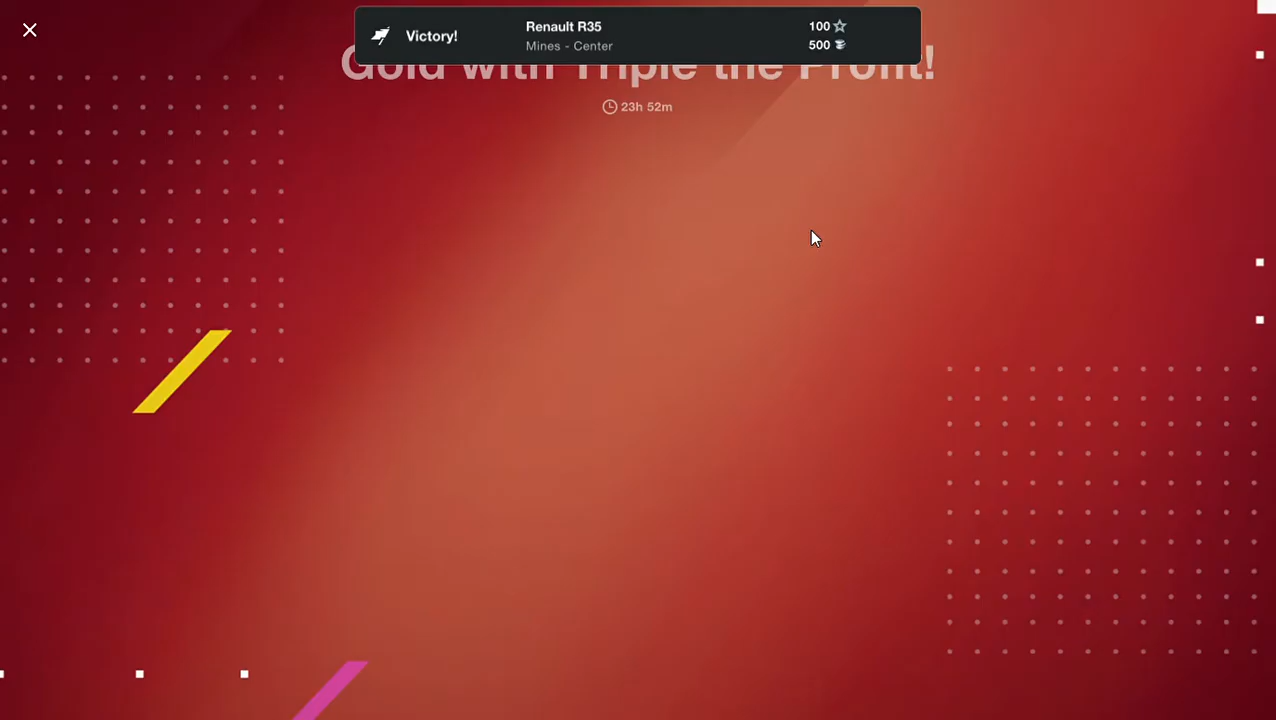 Victory!
Renault R35
Mines - Center
100
500
Gold with Triple the Profit!
23h 52m